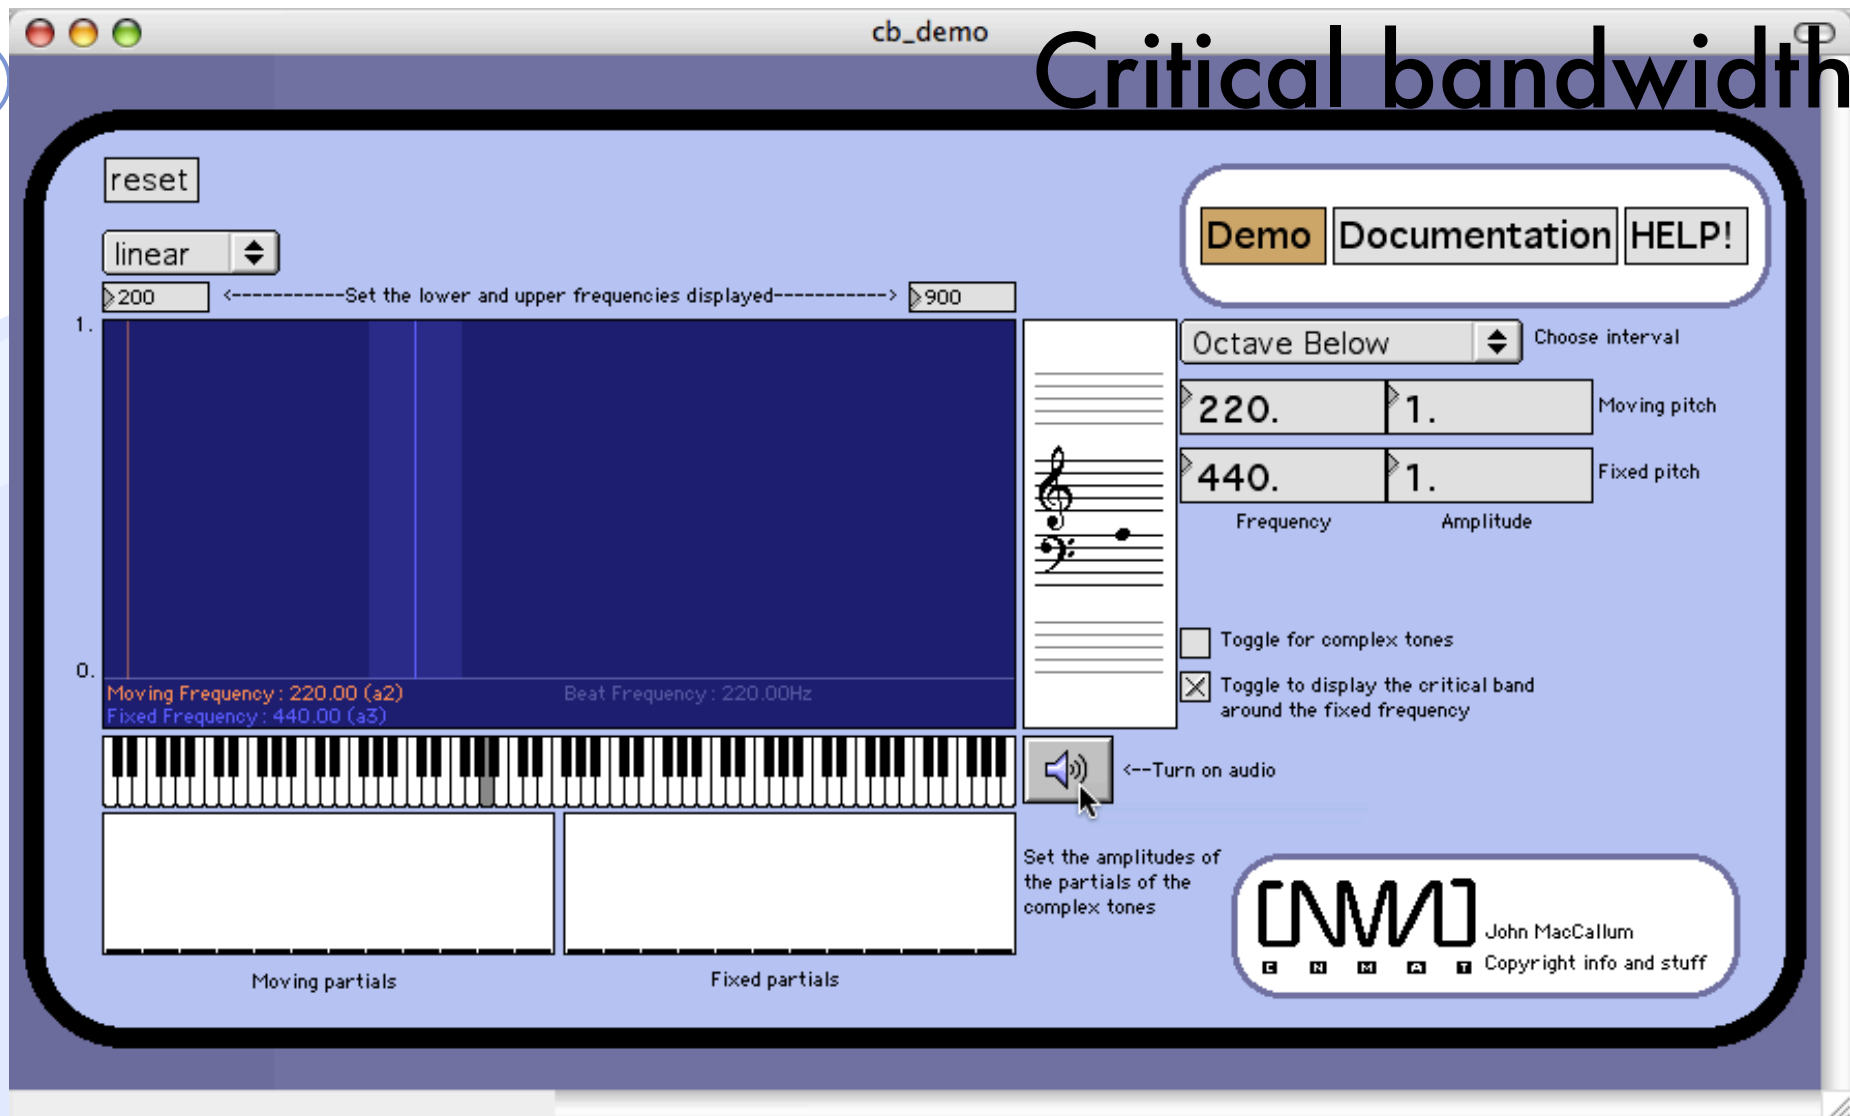 cb_demo
Critical bandwidth
reset
linear
200 <-----------Set the lower and upper frequencies displayed-----------> 900
Demo Documentation HELP!
1.
Octave Below Choose interval
220. 1. Moving pitch
440. 1. Fixed pitch
Frequency Amplitude
0.
Moving Frequency : 220.00 (a2) Beat Frequency : 220.00Hz
Fixed Frequency : 440.00 (a3)
Toggle for complex tones
Toggle to display the critical band
around the fixed frequency
<--Turn on audio
Set the amplitudes of
the partials of the
complex tones
Moving partials
Fixed partials
John MacCallum
C N M A T Copyright info and stuff